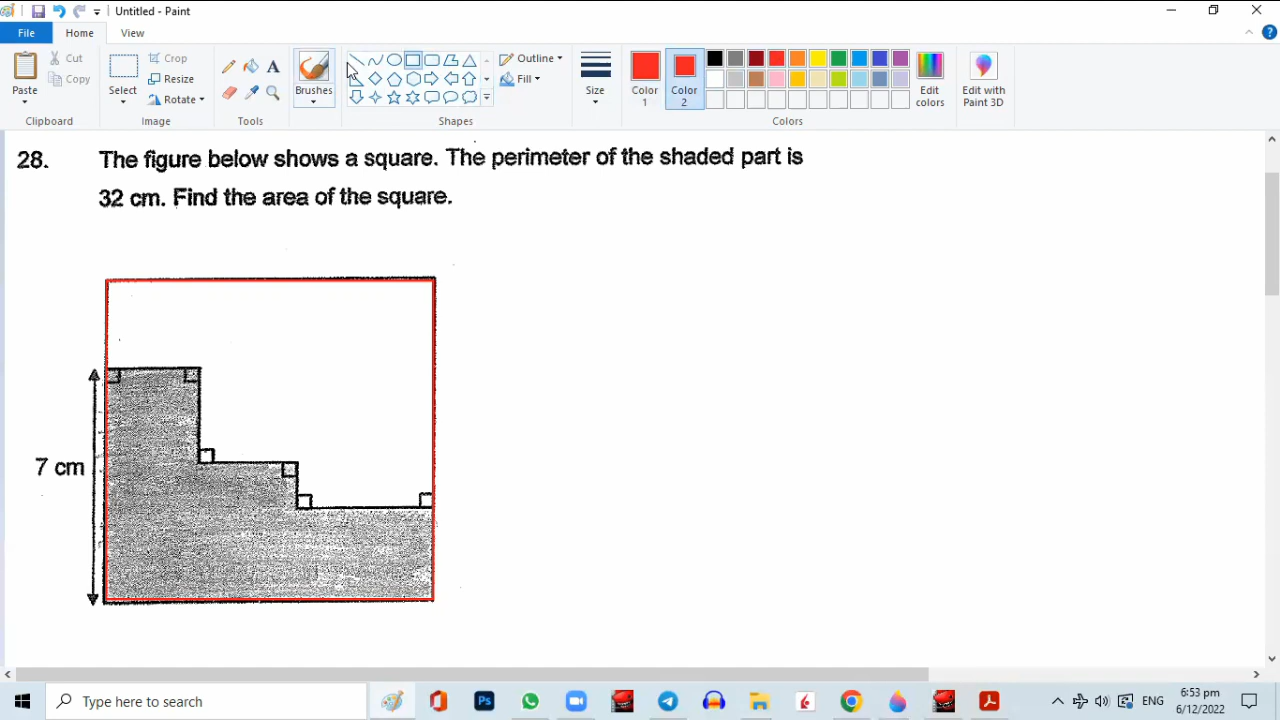 Untitled - Paint
File
Home
View
Paste
Cut
Copy
Clipboard
Select
Crop
Resize
Rotate
Image
A
Tools
Brushes
Shapes
Outline
Fill
Size
Color
1
Color
2
Edit
colors
Colors
Edit with
Paint 3D
28. The figure below shows a square. The perimeter of the shaded part is
32 cm. Find the area of the square.
7 cm
Type here to search
Ps
ENG
6:53 pm
6/12/2022